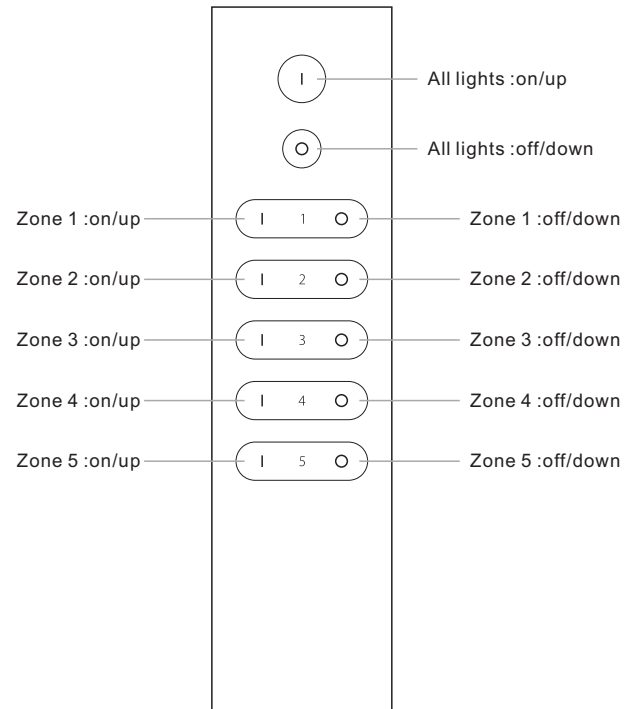 I
All lights :on/up
O
All lights :off/down
Zone 1 :on/up
I 1 O
Zone 1 :off/down
Zone 2 :on/up
I 2 O
Zone 2 :off/down
Zone 3 :on/up
I 3 O
Zone 3 :off/down
Zone 4 :on/up
I 4 O
Zone 4 :off/down
Zone 5 :on/up
I 5 O
Zone 5 :off/down